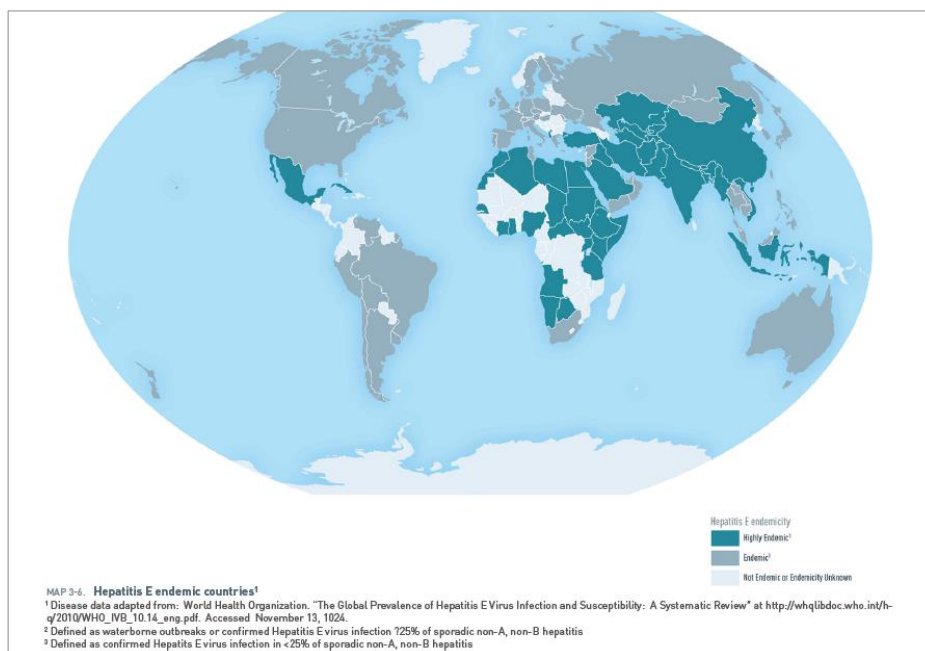 Hepatitis E endemicity
Highly Endemic²
Endemic³
Not Endemic or Endemicity Unknown
MAP 3-6. Hepatitis E endemic countries¹
¹ Disease data adapted from: World Health Organization. "The Global Prevalence of Hepatitis E Virus Infection and Susceptibility: A Systematic Review" at http://whqlibdoc.who.int/h-
q/2010/WHO_IVB_10.14_eng.pdf. Accessed November 13, 1024.
² Defined as waterborne outbreaks or confirmed Hepatitis E virus infection ?25% of sporadic non-A, non-B hepatitis
³ Defined as confirmed Hepatits E virus infection in <25% of sporadic non-A, non-B hepatitis